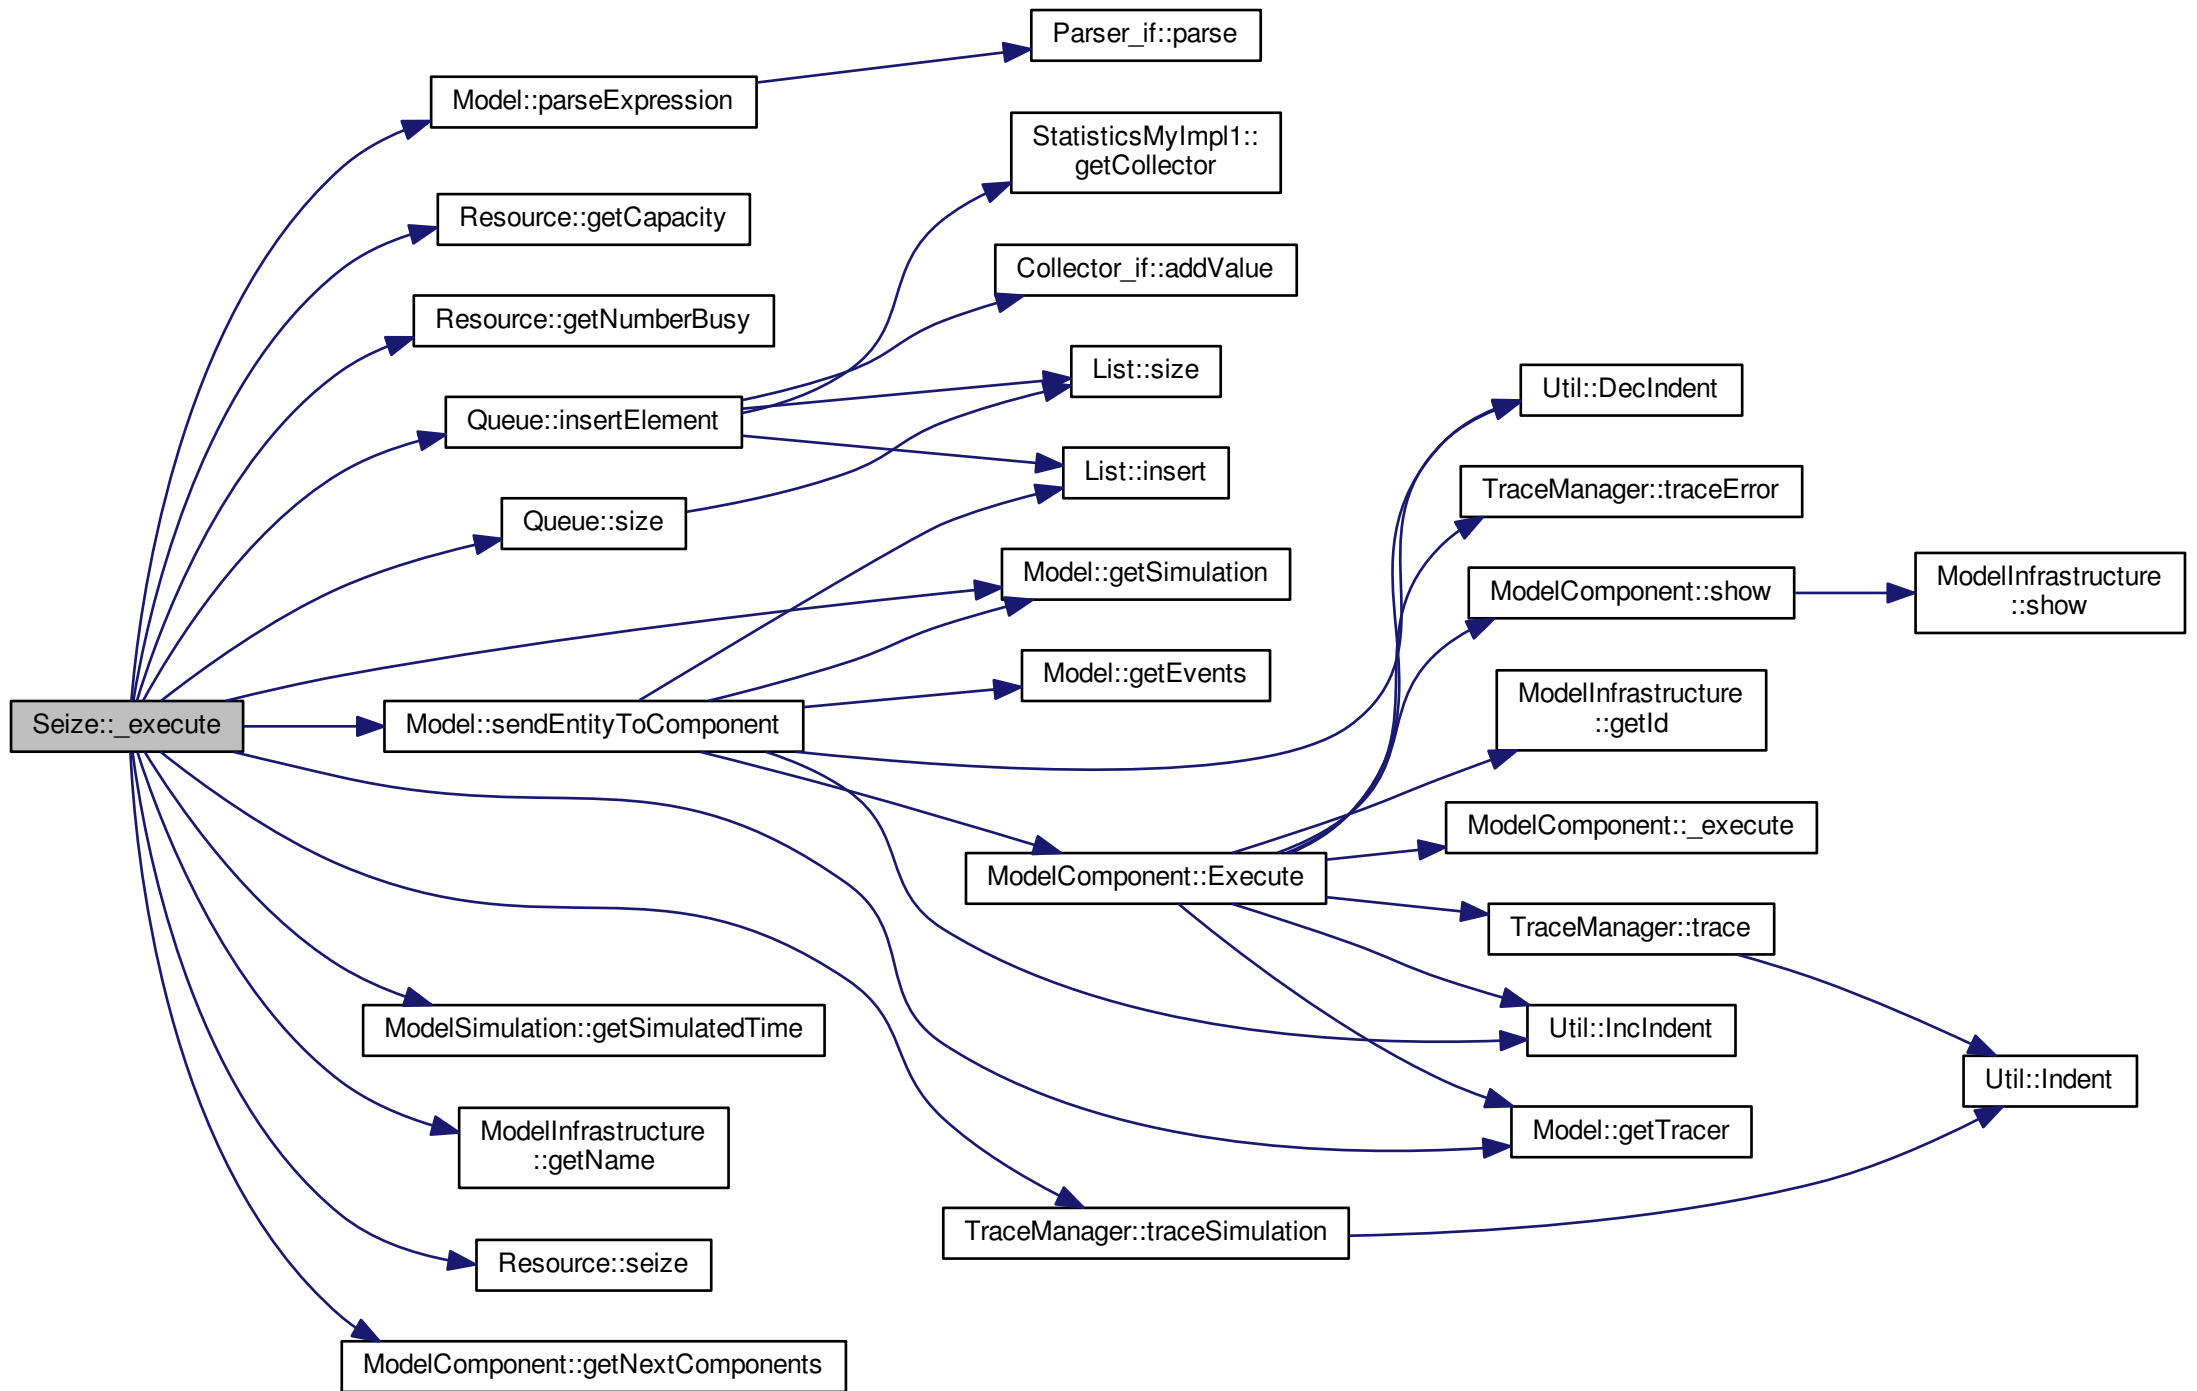 Parser_if::parse
Model::parseExpression
StatisticsMyImpl1::
getCollector
Resource::getCapacity
Collector_if::addValue
Resource::getNumberBusy
List::size
Util::DecIndent
Queue::insertElement
List::insert
TraceManager::traceError
Queue::size
Model::getSimulation
ModelComponent::show
ModelInfrastructure
::show
Model::getEvents
ModelInfrastructure
::getId
Seize::_execute
Model::sendEntityToComponent
ModelComponent::_execute
ModelComponent::Execute
TraceManager::trace
ModelSimulation::getSimulatedTime
Util::IncIndent
Util::Indent
ModelInfrastructure
::getName
Model::getTracer
TraceManager::traceSimulation
Resource::seize
ModelComponent::getNextComponents